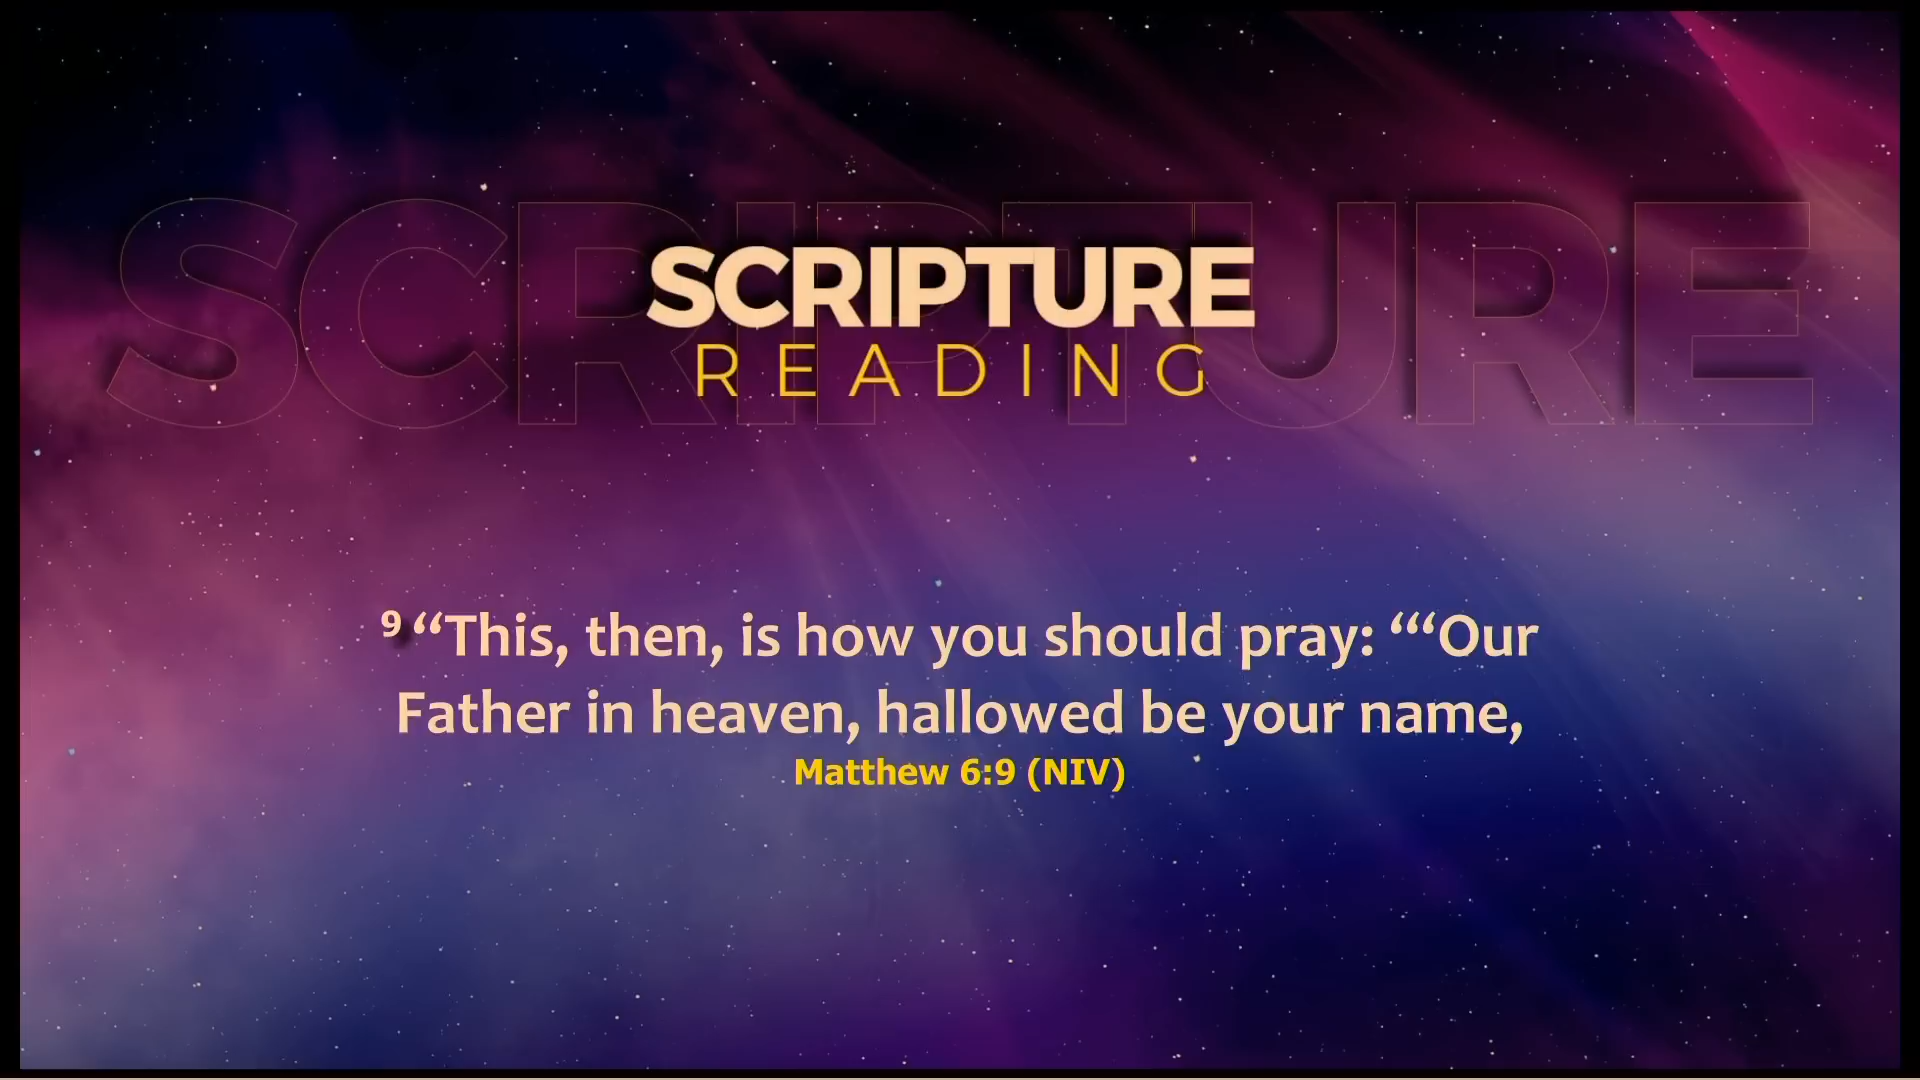 SCRIPTURE
SCRIPTURE
READING
⁹ “This, then, is how you should pray: “‘“Our
Father in heaven, hallowed be your name,
Matthew 6:9 (NIV)